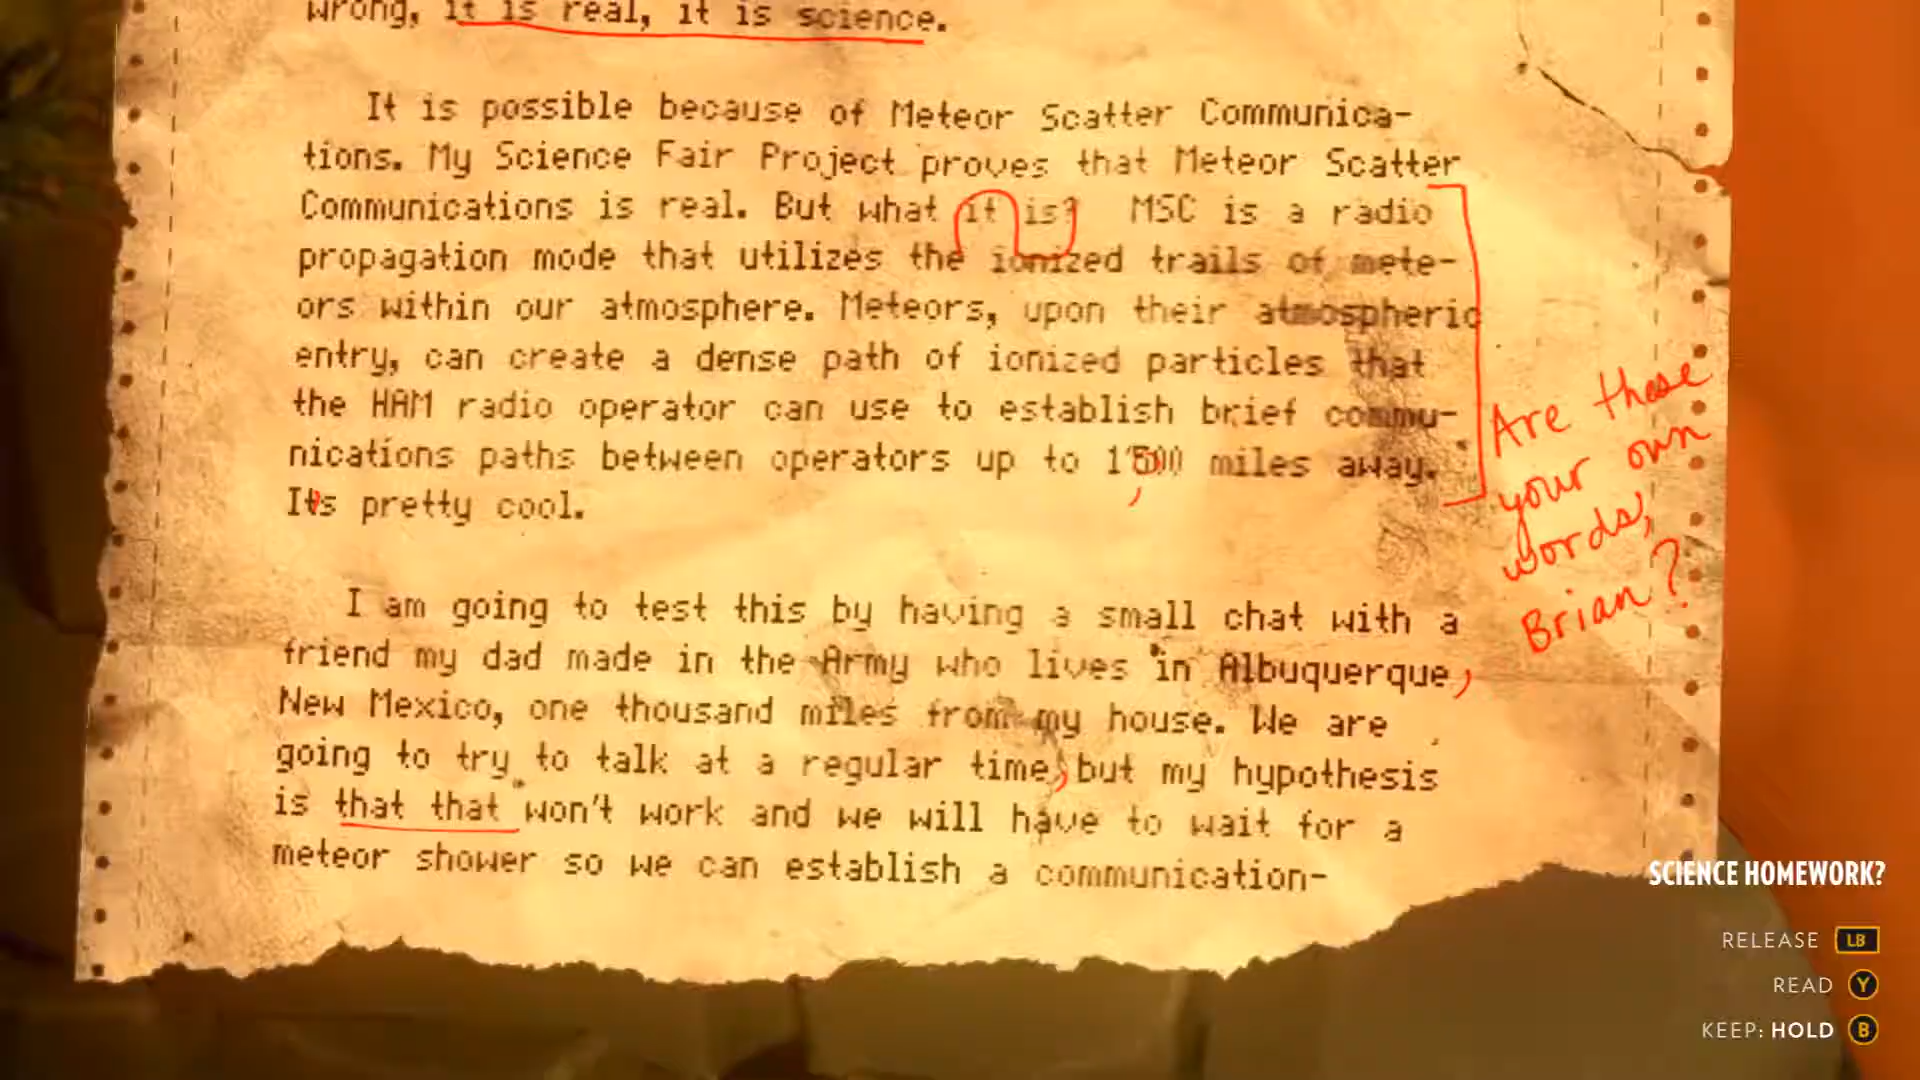 wrong, it is real, it is science.
It is possible because of Meteor Scatter Communica-
tions. My Science Fair Project proves that Meteor Scatter
Communications is real. But what it is? MSC is a radio
propagation mode that utilizes the ionized trails of mete-
ors within our atmosphere. Meteors, upon their atmospheric
entry, can create a dense path of ionized particles that
the HAM radio operator can use to establish brief commu-
nications paths between operators up to 1500 miles away.
Its pretty cool.
Are these
your own
words,
Brian?
I am going to test this by having a small chat with a
friend my dad made in the Army who lives in Albuquerque,
New Mexico, one thousand miles from my house. We are
going to try to talk at a regular time, but my hypothesis
is that that won't work and we will have to wait for a
meteor shower so we can establish a communication-
SCIENCE HOMEWORK?
RELEASE LB
READ Y
KEEP: HOLD B